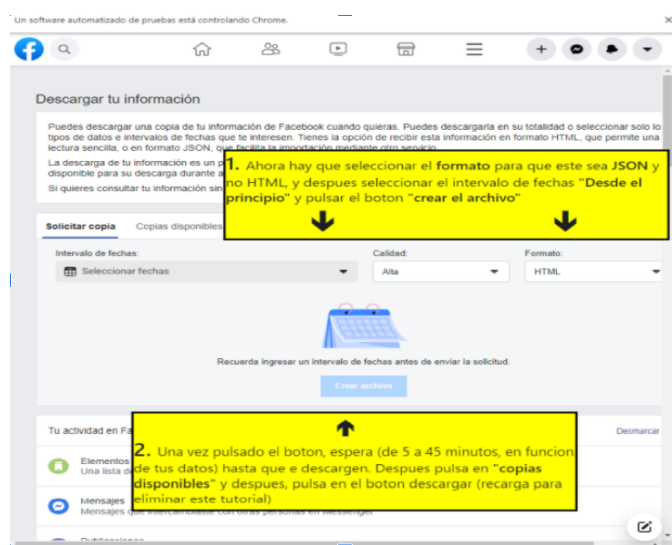 Un software automatizado de pruebas está controlando Chrome.
Descargar tu información
Puedes descargar una copia de tu información de Facebook cuando quieras. Puedes descargarla en su totalidad o seleccionar solo lo
tipos de datos e intervalos de fechas que te interesen. Tienes la opción de recibir esta información en formato HTML, que permite una
lectura sencilla, o en formato JSON, que facilita la importación mediante otro servicio.
La descarga de tu información es un p
disponible para su descarga durante a
Si quieres consultar tu información sin
1. Ahora hay que seleccionar el formato para que este sea JSON y
no HTML, y despues seleccionar el intervalo de fechas "Desde el
principio" y pulsar el boton "crear el archivo"
Solicitar copia Copias disponibles
Intervalo de fechas: Calidad: Formato:
Seleccionar fechas Alta HTML
Recuerda ingresar un intervalo de fechas antes de enviar la solicitud.
Crear archivo
Tu actividad en Fa Desmarcar
2. Una vez pulsado el boton, espera (de 5 a 45 minutos, en funcion
de tus datos) hasta que e descargen. Despues pulsa en "copias
disponibles" y despues, pulsa en el boton descargar (recarga para
eliminar este tutorial)
Elementos
Una lista de
Mensajes
Mensajes que intercambiaste con otras personas en Messenger